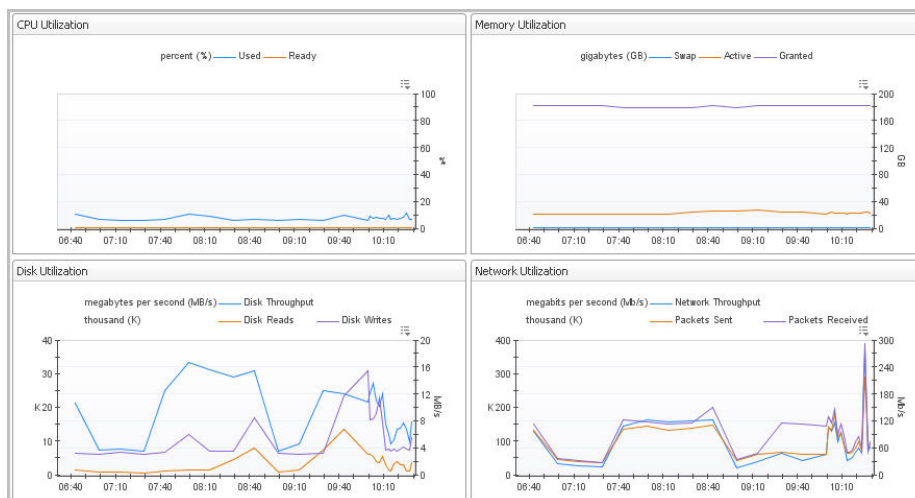 CPU Utilization
percent (%) Used Ready
100
80
60
%
40
20
0
06:40 07:10 07:40 08:10 08:40 09:10 09:40 10:10
Memory Utilization
gigabytes (GB) Swap Active Granted
200
160
120
GB
80
40
0
06:40 07:10 07:40 08:10 08:40 09:10 09:40 10:10
Disk Utilization
megabytes per second (MB/s) Disk Throughput
thousand (K) Disk Reads Disk Writes
40 20
30 16
12
K 20 MB/s
8
10 4
0 0
06:40 07:10 07:40 08:10 08:40 09:10 09:40 10:10
Network Utilization
megabits per second (Mb/s) Network Throughput
thousand (K) Packets Sent Packets Received
400 300
300 240
180
K 200 Mb/s
120
100 60
0 0
06:40 07:10 07:40 08:10 08:40 09:10 09:40 10:10